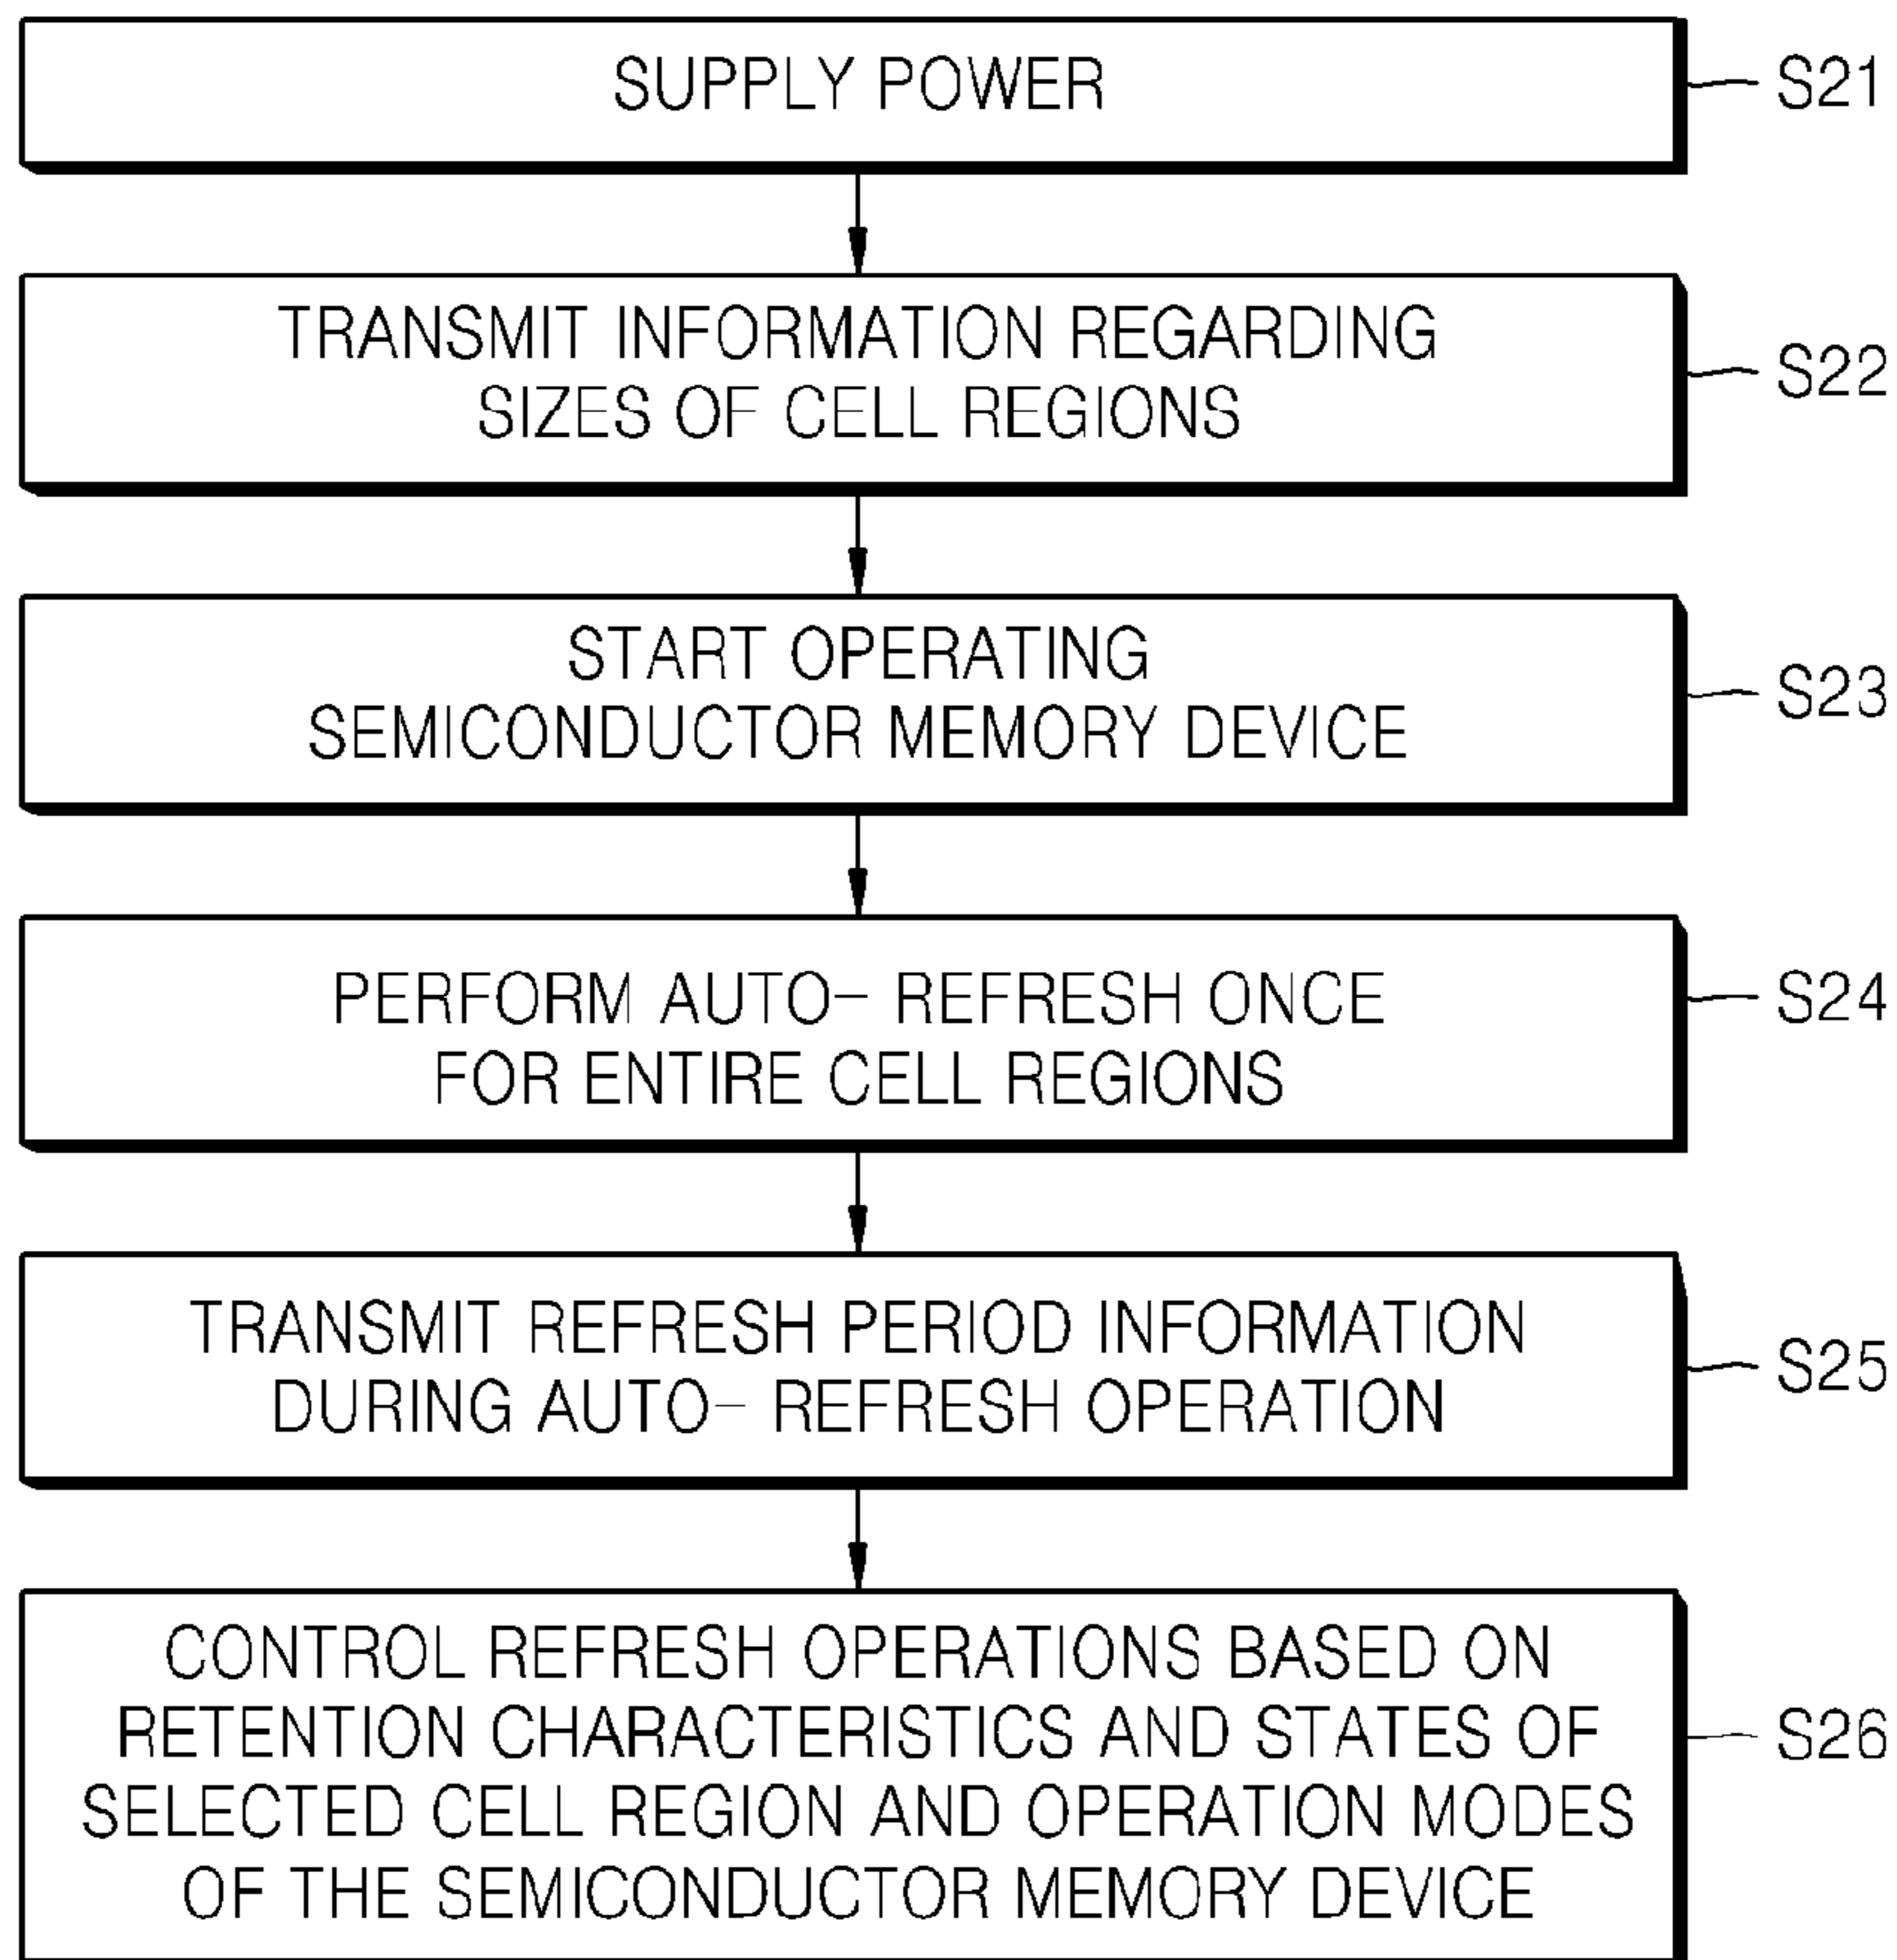 SUPPLY POWER
S21
TRANSMIT INFORMATION REGARDING
SIZES OF CELL REGIONS
S22
START OPERATING
SEMICONDUCTOR MEMORY DEVICE
S23
PERFORM AUTO- REFRESH ONCE
FOR ENTIRE CELL REGIONS
S24
TRANSMIT REFRESH PERIOD INFORMATION
DURING AUTO- REFRESH OPERATION
S25
CONTROL REFRESH OPERATIONS BASED ON
RETENTION CHARACTERISTICS AND STATES OF
SELECTED CELL REGION AND OPERATION MODES
OF THE SEMICONDUCTOR MEMORY DEVICE
S26